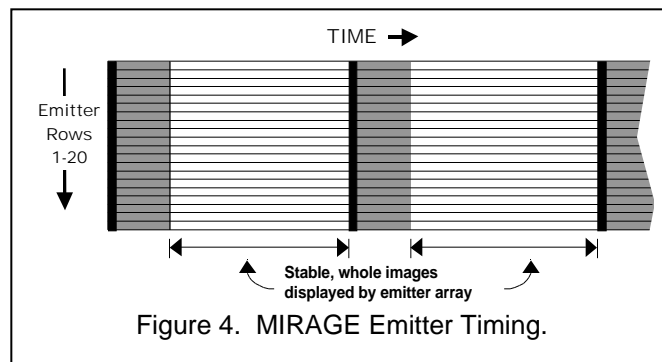 TIME
Emitter
Rows
1-20
Stable, whole images
displayed by emitter array
Figure 4. MIRAGE Emitter Timing.